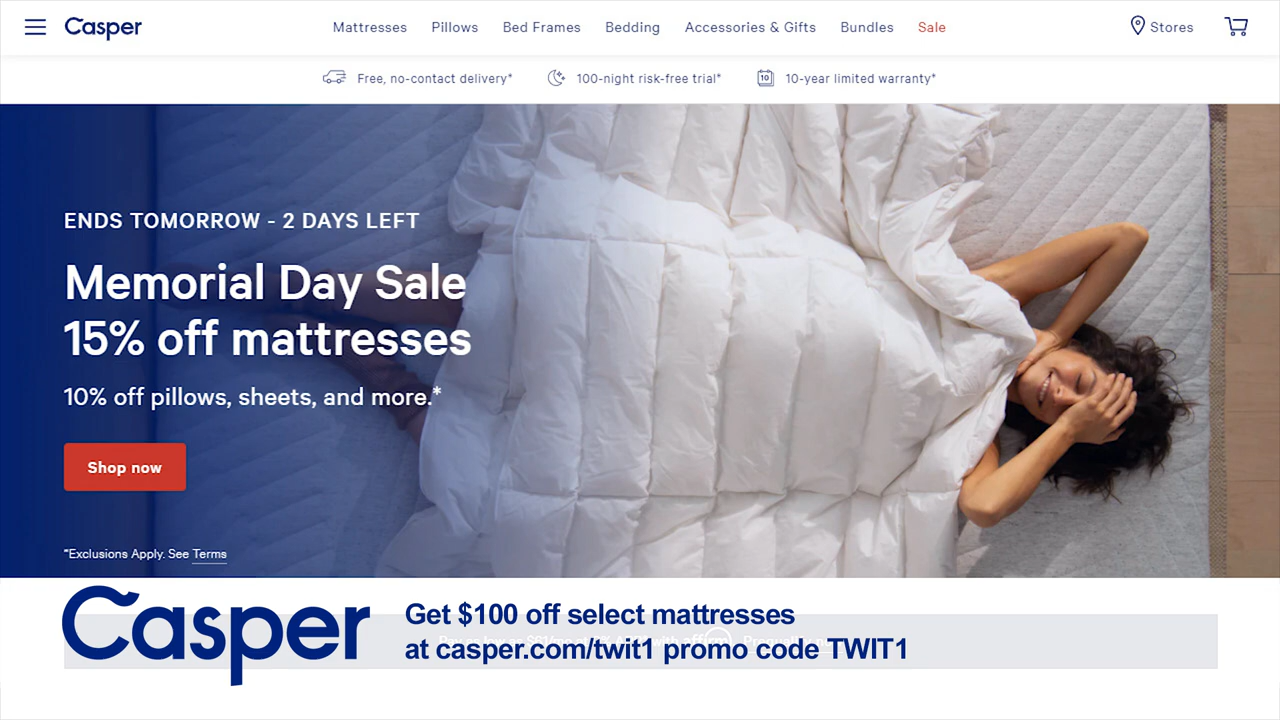 Casper
Mattresses Pillows Bed Frames Bedding Accessories & Gifts Bundles Sale
Stores
Free, no-contact delivery*
100-night risk-free trial*
10
10-year limited warranty*
ENDS TOMORROW - 2 DAYS LEFT
Memorial Day Sale
15% off mattresses
10% off pillows, sheets, and more.*
Shop now
*Exclusions Apply. See Terms
Casper
Get $100 off select mattresses
at casper.com/twit1 promo code TWIT1